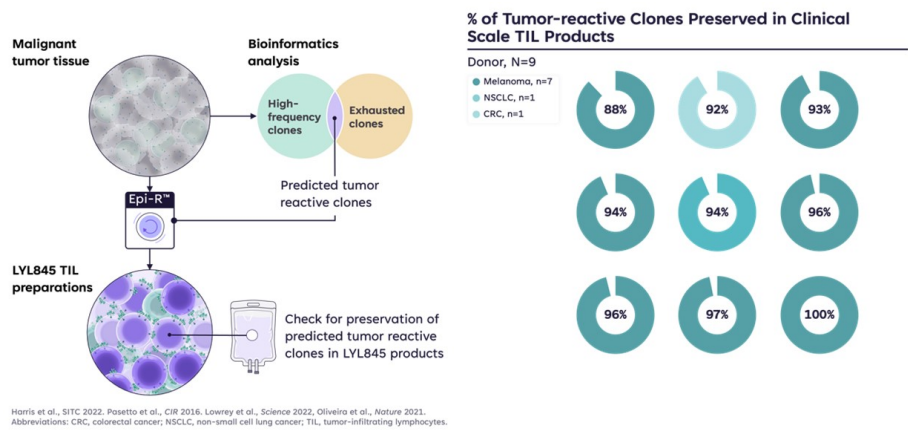 Malignant
tumor tissue
Bioinformatics
analysis
High-
frequency
clones
Exhausted
clones
Predicted tumor
reactive clones
Epi-R™
LYL845 TIL
preparations
Check for preservation of
predicted tumor reactive
clones in LYL845 products
% of Tumor-reactive Clones Preserved in Clinical
Scale TIL Products
Donor, N=9
Melanoma, n=7
NSCLC, n=1
CRC, n=1
88%
92%
93%
94%
94%
96%
96%
97%
100%
Harris et al., SITC 2022. Pasetto et al., CIR 2016. Lowrey et al., Science 2022, Oliveira et al., Nature 2021.
Abbreviations: CRC, colorectal cancer; NSCLC, non-small cell lung cancer; TIL, tumor-infiltrating lymphocytes.